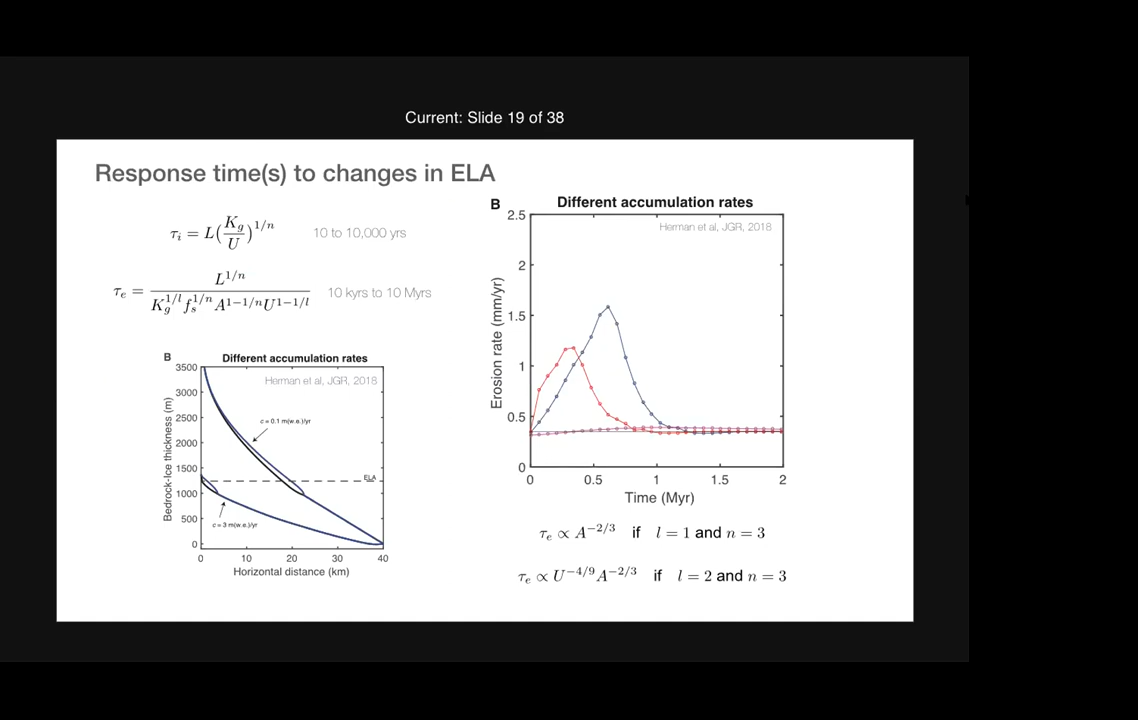 Current: Slide 19 of 38
Response time(s) to changes in ELA
τ_i = L(K_g/U)^{1/n}
10 to 10,000 yrs
τ_e = L^{1/n} / (K_g^{1/l} f_s^{1/n} A^{1−1/n} U^{1−1/l})
10 kyrs to 10 Myrs
B
Different accumulation rates
Herman et al, JGR, 2018
Bedrock-Ice thickness (m)
3500
3000
2500
2000
1500
1000
500
0
c = 0.1 m(w.e.)/yr
ELA
c = 3 m(w.e.)/yr
0 10 20 30 40
Horizontal distance (km)
B
Different accumulation rates
Herman et al, JGR, 2018
Erosion rate (mm/yr)
2.5
2
1.5
1
0.5
0
0 0.5 1 1.5 2
Time (Myr)
τ_e ∝ A^{−2/3} if l = 1 and n = 3
τ_e ∝ U^{−4/9} A^{−2/3} if l = 2 and n = 3